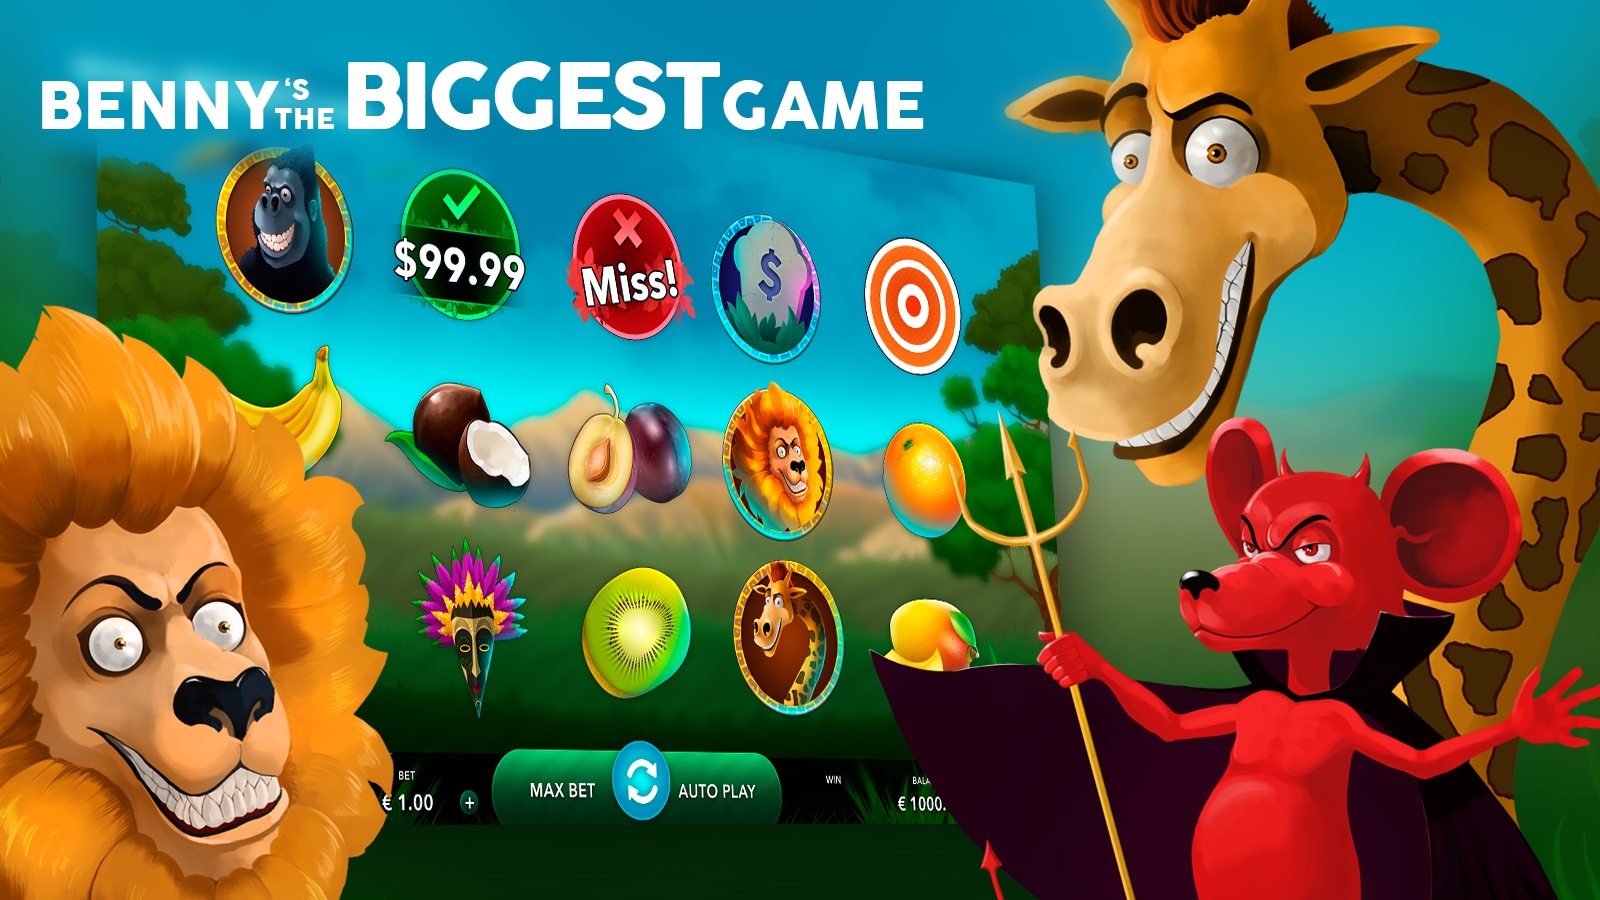 BENNY'S THE BIGGEST GAME
$99.99
Miss!
$
BET
€ 1.00 +
MAX BET
AUTO PLAY
WIN
€ 1000.